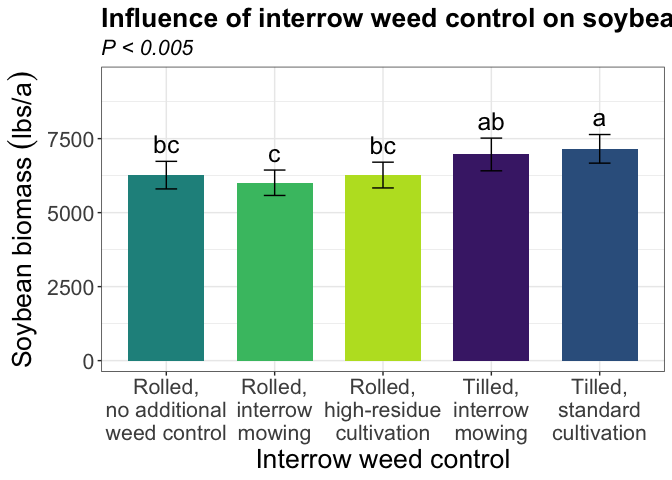 Influence of interrow weed control on soybea
P < 0.005
Soybean biomass (lbs/a)
7500
5000
2500
0
bc
c
bc
ab
a
Rolled,
no additional
weed control
Rolled,
interrow
mowing
Rolled,
high-residue
cultivation
Tilled,
interrow
mowing
Tilled,
standard
cultivation
Interrow weed control